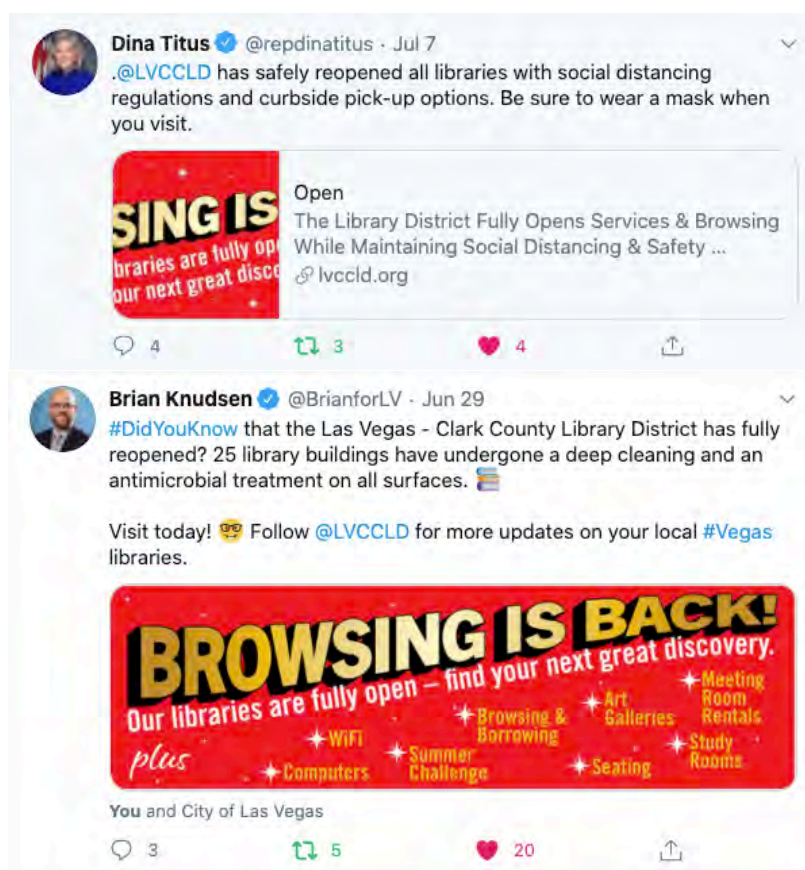 Dina Titus @repdinatitus · Jul 7
.@LVCCLD has safely reopened all libraries with social distancing
regulations and curbside pick-up options. Be sure to wear a mask when
you visit.
SING IS
braries are fully ope
our next great disco
Open
The Library District Fully Opens Services & Browsing
While Maintaining Social Distancing & Safety ...
lvccld.org
4 3 4
Brian Knudsen @BrianforLV · Jun 29
#DidYouKnow that the Las Vegas - Clark County Library District has fully
reopened? 25 library buildings have undergone a deep cleaning and an
antimicrobial treatment on all surfaces.
Visit today! Follow @LVCCLD for more updates on your local #Vegas
libraries.
BROWSING IS BACK!
Our libraries are fully open – find your next great discovery.
plus
WiFi
Computers
Summer
Challenge
Browsing &
Borrowing
Art
Galleries
Seating
Meeting
Room
Rentals
Study
Rooms
You and City of Las Vegas
3 5 20